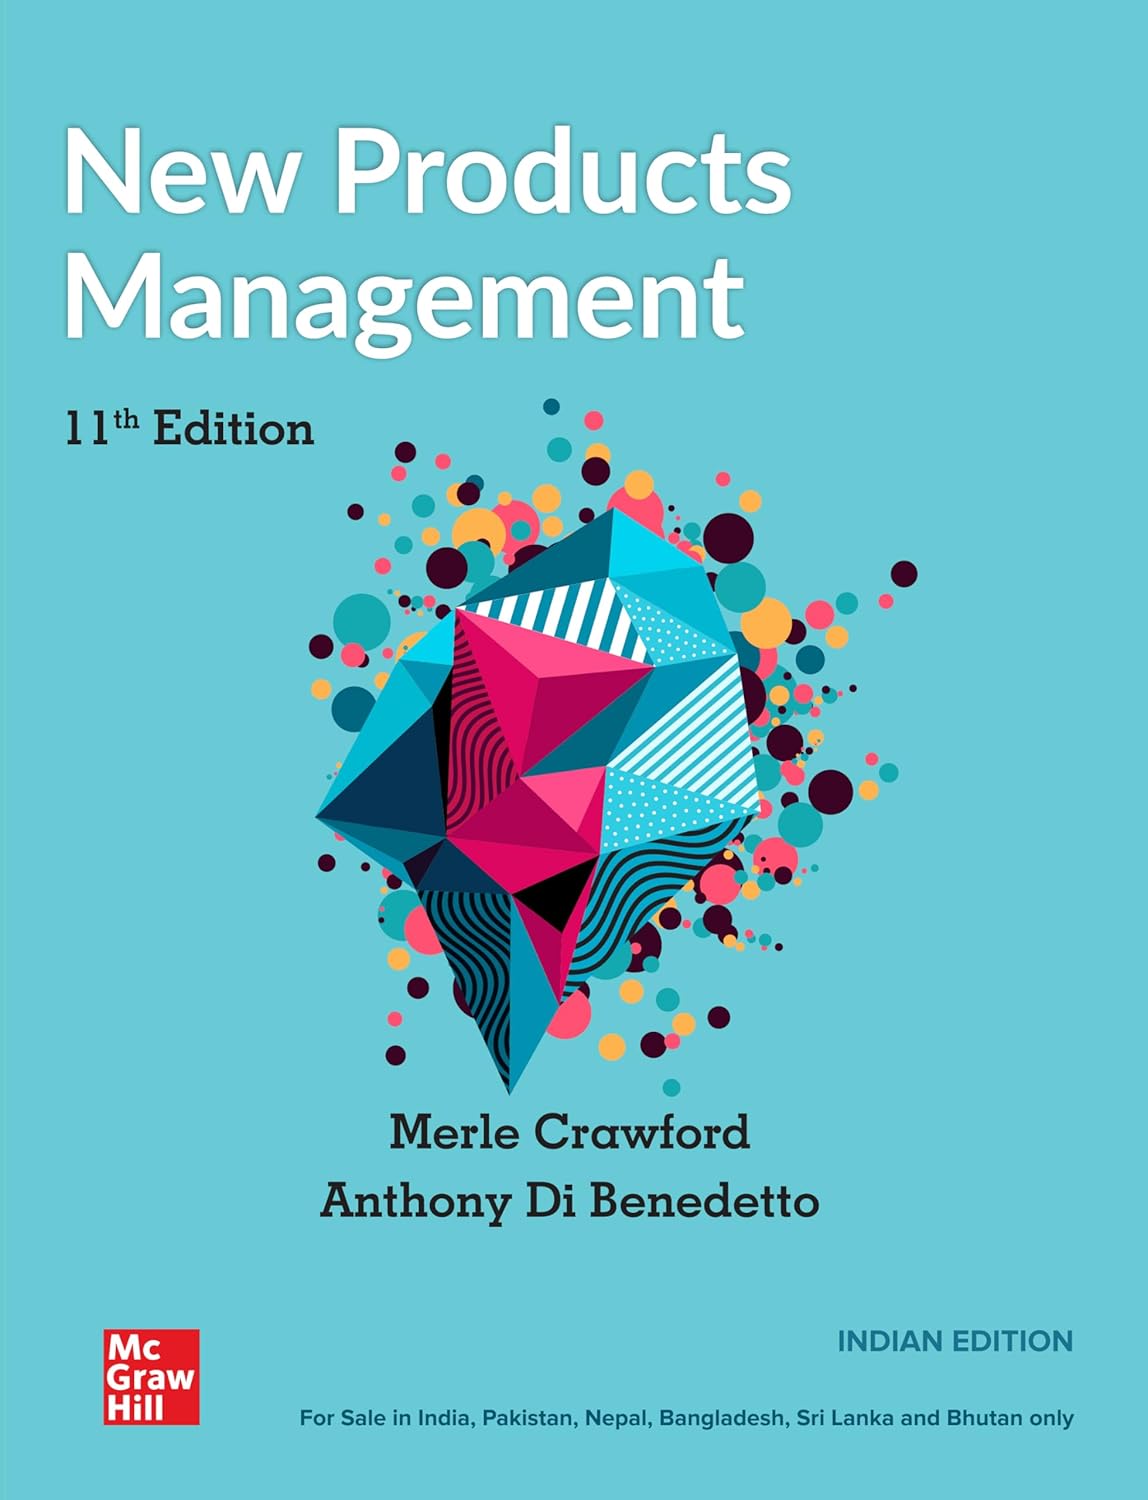 New Products
Management
11th Edition
Merle Crawford
Anthony Di Benedetto
Mc
Graw
Hill
INDIAN EDITION
For Sale in India, Pakistan, Nepal, Bangladesh, Sri Lanka and Bhutan only